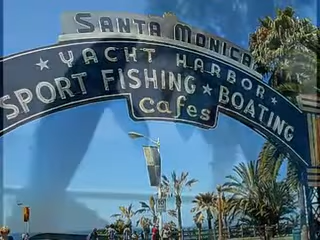 SANTA MONICA
★ YACHT HARBOR ★
SPORT FISHING ★ BOATING
Cafes